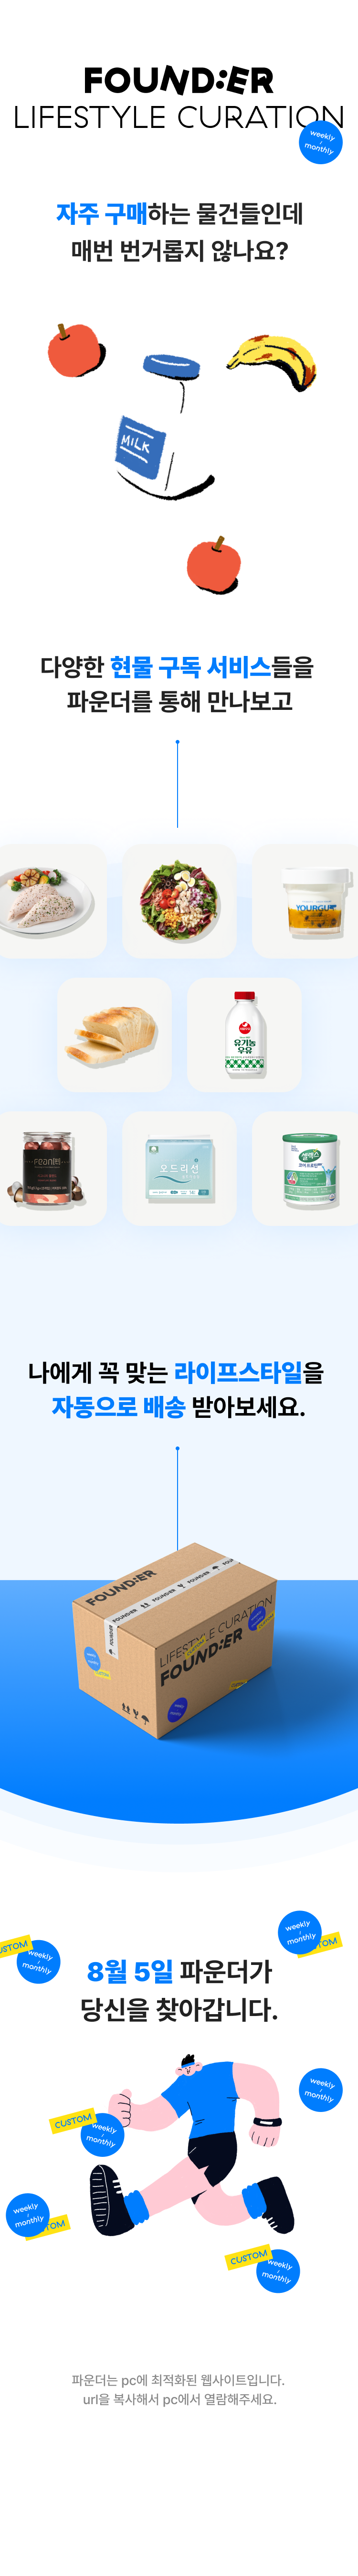 FOUND:ER
LIFESTYLE CURATION
weekly
/
monthly
자주 구매하는 물건들인데
매번 번거롭지 않나요?
MILK
다양한 현물 구독 서비스들을
파운더를 통해 만나보고
YOURGU
유기농
우유
오드리선
셀렉스
나에게 꼭 맞는 라이프스타일을
자동으로 배송 받아보세요.
FOUND:ER
FOUND:ER
FOUND:ER
LIFESTYLE CURATION
FOUND:ER
weekly
/
monthly
CUSTOM
weekly
/
monthly
8월 5일 파운더가
당신을 찾아갑니다.
weekly
/
monthly
CUSTOM
weekly
/
monthly
weekly
/
monthly
CUSTOM
weekly
/
monthly
파운더는 pc에 최적화된 웹사이트입니다.
url을 복사해서 pc에서 열람해주세요.